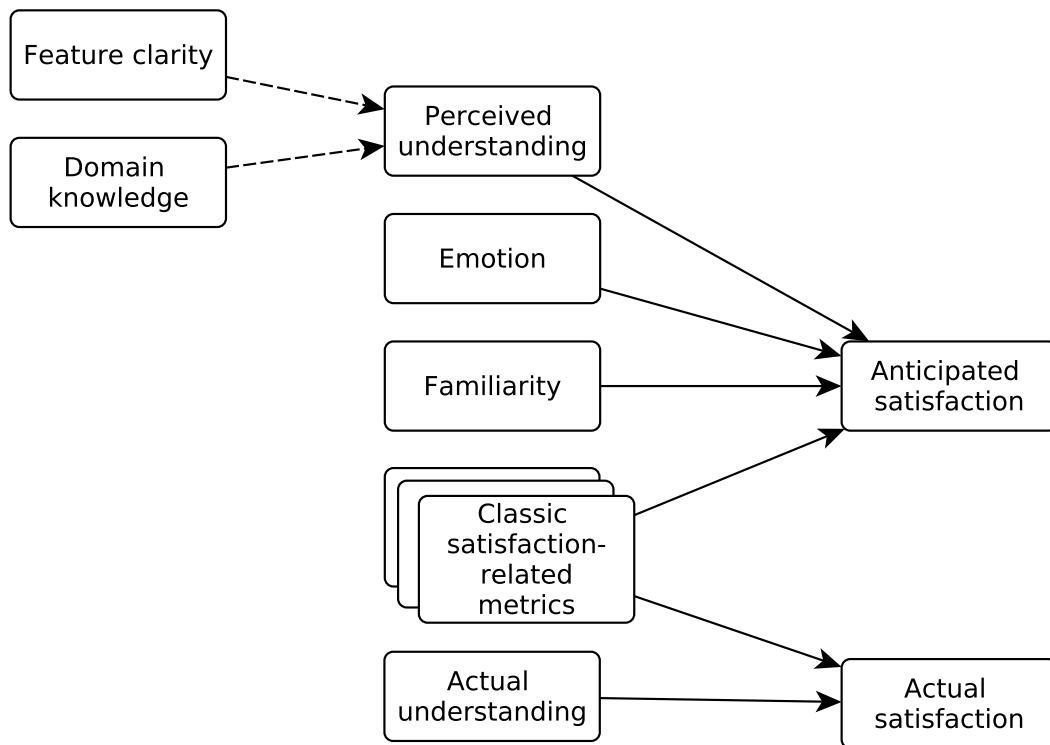 Feature clarity
Domain
knowledge
Perceived
understanding
Emotion
Familiarity
Anticipated
satisfaction
Classic
satisfaction-
related
metrics
Actual
understanding
Actual
satisfaction